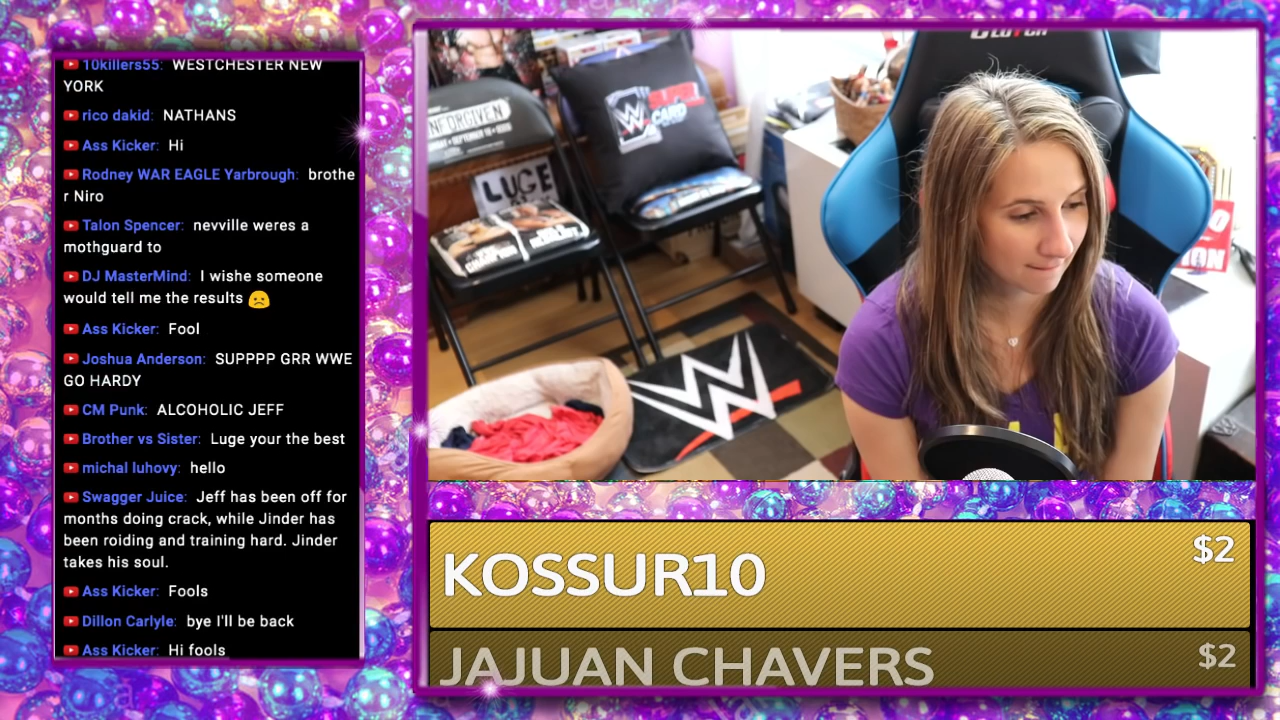 10killers55: WESTCHESTER NEW
YORK
rico dakid: NATHANS
Ass Kicker: Hi
Rodney WAR EAGLE Yarbrough: brothe
r Niro
Talon Spencer: nevville weres a
mothguard to
DJ MasterMind: I wishe someone
would tell me the results
Ass Kicker: Fool
Joshua Anderson: SUPPPP GRR WWE
GO HARDY
CM Punk: ALCOHOLIC JEFF
Brother vs Sister: Luge your the best
michal luhovy: hello
Swagger Juice: Jeff has been off for
months doing crack, while Jinder has
been roiding and training hard. Jinder
takes his soul.
Ass Kicker: Fools
Dillon Carlyle: bye I'll be back
Ass Kicker: Hi fools
CLUTCH
NFORGIVEN
CARD
LUGE
KOSSUR10
$2
JAJUAN CHAVERS
$2